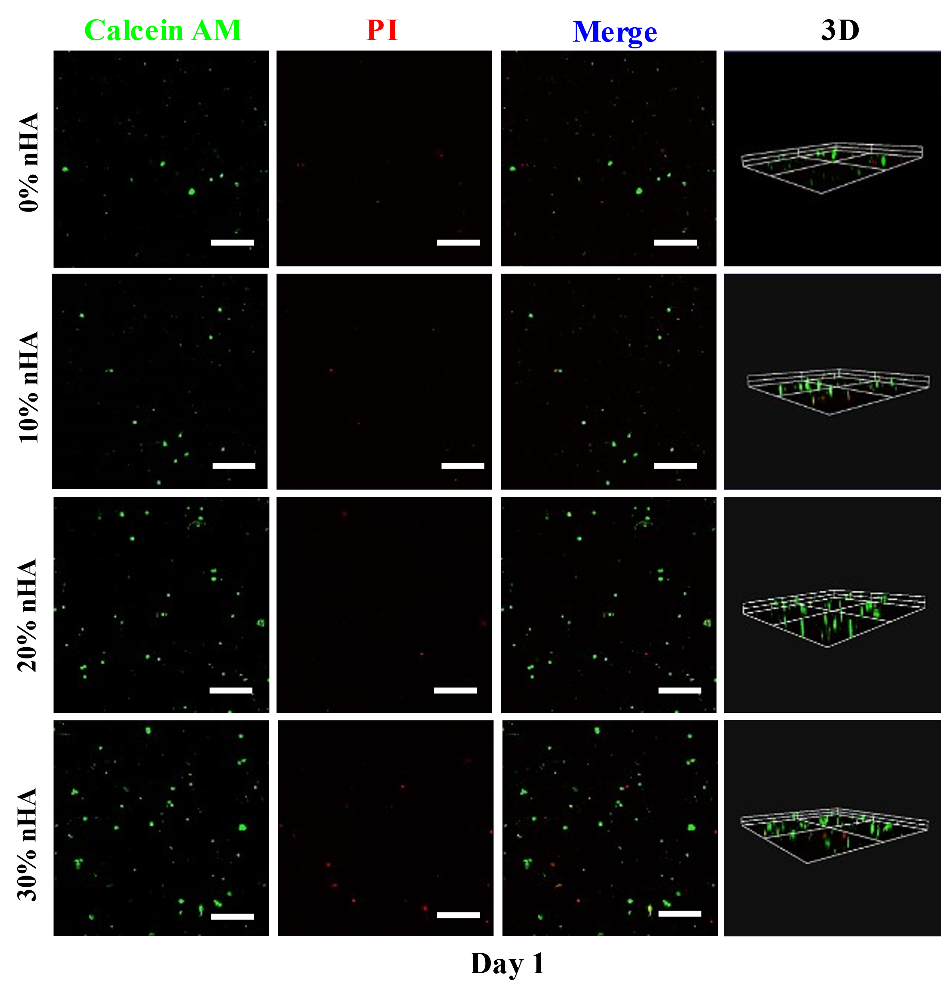 Calcein AM PI Merge 3D
0% nHA
10% nHA
20% nHA
30% nHA
Day 1